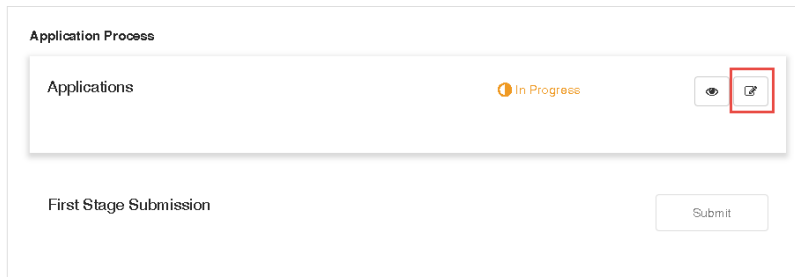 Application Process
Applications
In Progress
First Stage Submission
Submit